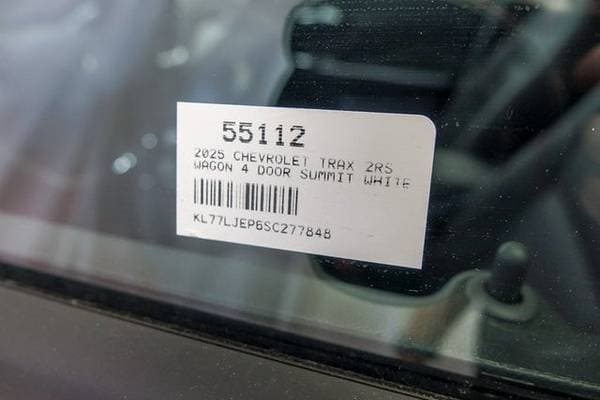 55112
2025 CHEVROLET TRAX 2RS
WAGON 4 DOOR SUMMIT WHITE
KL77LJEP6SC277848